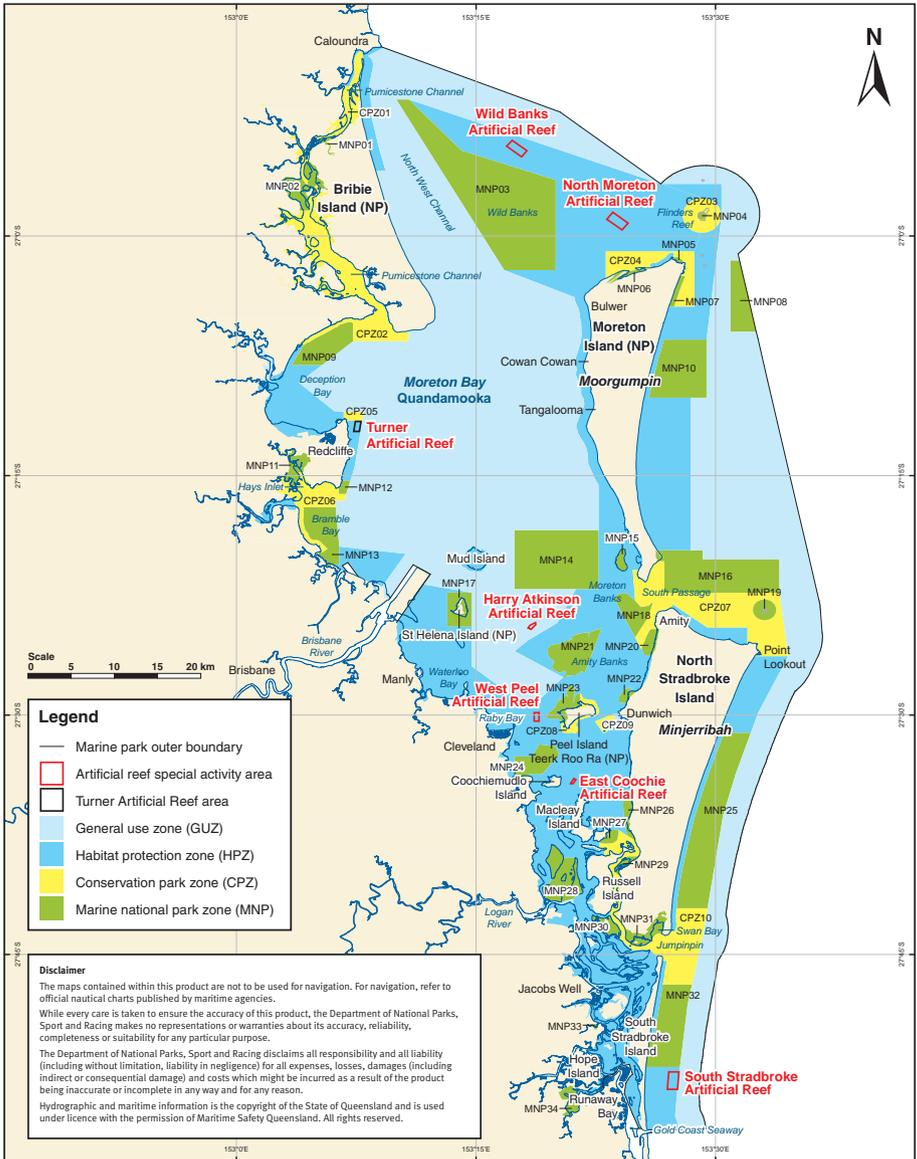 153°0'E
153°15'E
153°30'E
N
Caloundra
Pumicestone Channel
CPZ01
Wild Banks
Artificial Reef
MNP01
North West Channel
MNP02
Bribie
Island (NP)
MNP03
Wild Banks
North Moreton
Artificial Reef
CPZ03
Flinders
Reef
MNP04
27°0'S
27°0'S
MNP05
CPZ04
MNP06
Pumicestone Channel
MNP07
MNP08
Bulwer
CPZ02
Moreton
Island (NP)
MNP09
Cowan Cowan
MNP10
Deception
Bay
Moreton Bay
Quandamooka
Moorgumpin
CPZ05
Tangalooma
Turner
Artificial Reef
Redcliffe
MNP11
27°15'S
27°15'S
Hays Inlet
MNP12
CPZ06
Bramble
Bay
MNP15
MNP13
Mud Island
MNP14
MNP17
Moreton
Banks
South Passage
MNP16
MNP19
Harry Atkinson
Artificial Reef
CPZ07
MNP18
Amity
St Helena Island (NP)
Brisbane
River
MNP21
MNP20
Point
Lookout
Amity Banks
Scale
0 5 10 15 20 km
Brisbane
Manly
Waterloo
Bay
North
Stradbroke
Island
MNP22
West Peel
Artificial Reef
MNP23
Legend
Raby Bay
Dunwich
27°30'S
27°30'S
CPZ08
CPZ09
Minjerribah
Marine park outer boundary
Cleveland
Peel Island
Teerk Roo Ra (NP)
MNP24
Artificial reef special activity area
Coochiemudlo
Island
East Coochie
Artificial Reef
Turner Artificial Reef area
Macleay
Island
MNP26
MNP25
General use zone (GUZ)
MNP27
Habitat protection zone (HPZ)
MNP29
Conservation park zone (CPZ)
Russell
Island
MNP28
Marine national park zone (MNP)
Logan
River
MNP31
CPZ10
MNP30
Swan Bay
Jumpinpin
27°45'S
27°45'S
Disclaimer
The maps contained within this product are not to be used for navigation. For navigation, refer to
official nautical charts published by maritime agencies.
While every care is taken to ensure the accuracy of this product, the Department of National Parks,
Sport and Racing makes no representations or warranties about its accuracy, reliability,
completeness or suitability for any particular purpose.
The Department of National Parks, Sport and Racing disclaims all responsibility and all liability
(including without limitation, liability in negligence) for all expenses, losses, damages (including
indirect or consequential damage) and costs which might be incurred as a result of the product
being inaccurate or incomplete in any way and for any reason.
Hydrographic and maritime information is the copyright of the State of Queensland and is used
under licence with the permission of Maritime Safety Queensland. All rights reserved.
Jacobs Well
MNP32
MNP33
South
Stradbroke
Island
Hope
Island
South Stradbroke
Artificial Reef
Runaway
Bay
MNP34
Gold Coast Seaway
153°0'E
153°15'E
153°30'E